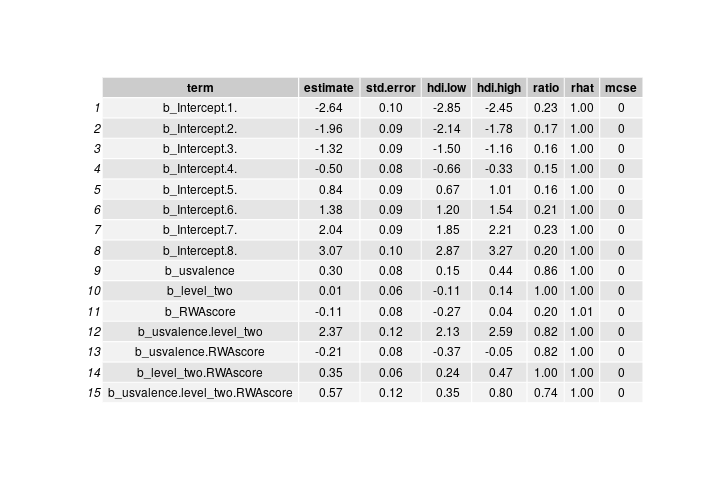 term estimate std.error hdi.low hdi.high ratio rhat mcse
1 b_Intercept.1. -2.64 0.10 -2.85 -2.45 0.23 1.00 0
2 b_Intercept.2. -1.96 0.09 -2.14 -1.78 0.17 1.00 0
3 b_Intercept.3. -1.32 0.09 -1.50 -1.16 0.16 1.00 0
4 b_Intercept.4. -0.50 0.08 -0.66 -0.33 0.15 1.00 0
5 b_Intercept.5. 0.84 0.09 0.67 1.01 0.16 1.00 0
6 b_Intercept.6. 1.38 0.09 1.20 1.54 0.21 1.00 0
7 b_Intercept.7. 2.04 0.09 1.85 2.21 0.23 1.00 0
8 b_Intercept.8. 3.07 0.10 2.87 3.27 0.20 1.00 0
9 b_usvalence 0.30 0.08 0.15 0.44 0.86 1.00 0
10 b_level_two 0.01 0.06 -0.11 0.14 1.00 1.00 0
11 b_RWAscore -0.11 0.08 -0.27 0.04 0.20 1.01 0
12 b_usvalence.level_two 2.37 0.12 2.13 2.59 0.82 1.00 0
13 b_usvalence.RWAscore -0.21 0.08 -0.37 -0.05 0.82 1.00 0
14 b_level_two.RWAscore 0.35 0.06 0.24 0.47 1.00 1.00 0
15 b_usvalence.level_two.RWAscore 0.57 0.12 0.35 0.80 0.74 1.00 0